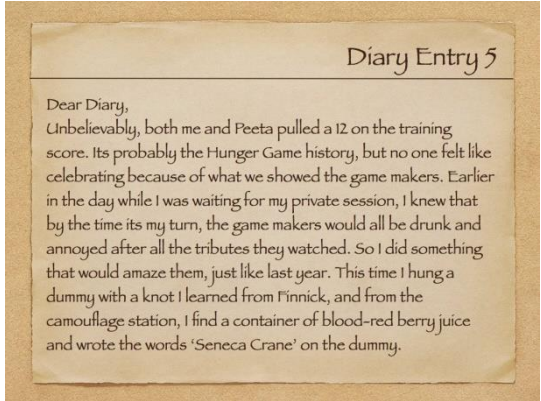 Diary Entry 5
Dear Diary,
Unbelievably, both me and Peeta pulled a 12 on the training
score. Its probably the Hunger Game history, but no one felt like
celebrating because of what we showed the game makers. Earlier
in the day while I was waiting for my private session, I knew that
by the time its my turn, the game makers would all be drunk and
annoyed after all the tributes they watched. So I did something
that would amaze them, just like last year. This time I hung a
dummy with a knot I learned from Finnick, and from the
camouflage station, I find a container of blood-red berry juice
and wrote the words ‘Seneca Crane’ on the dummy.